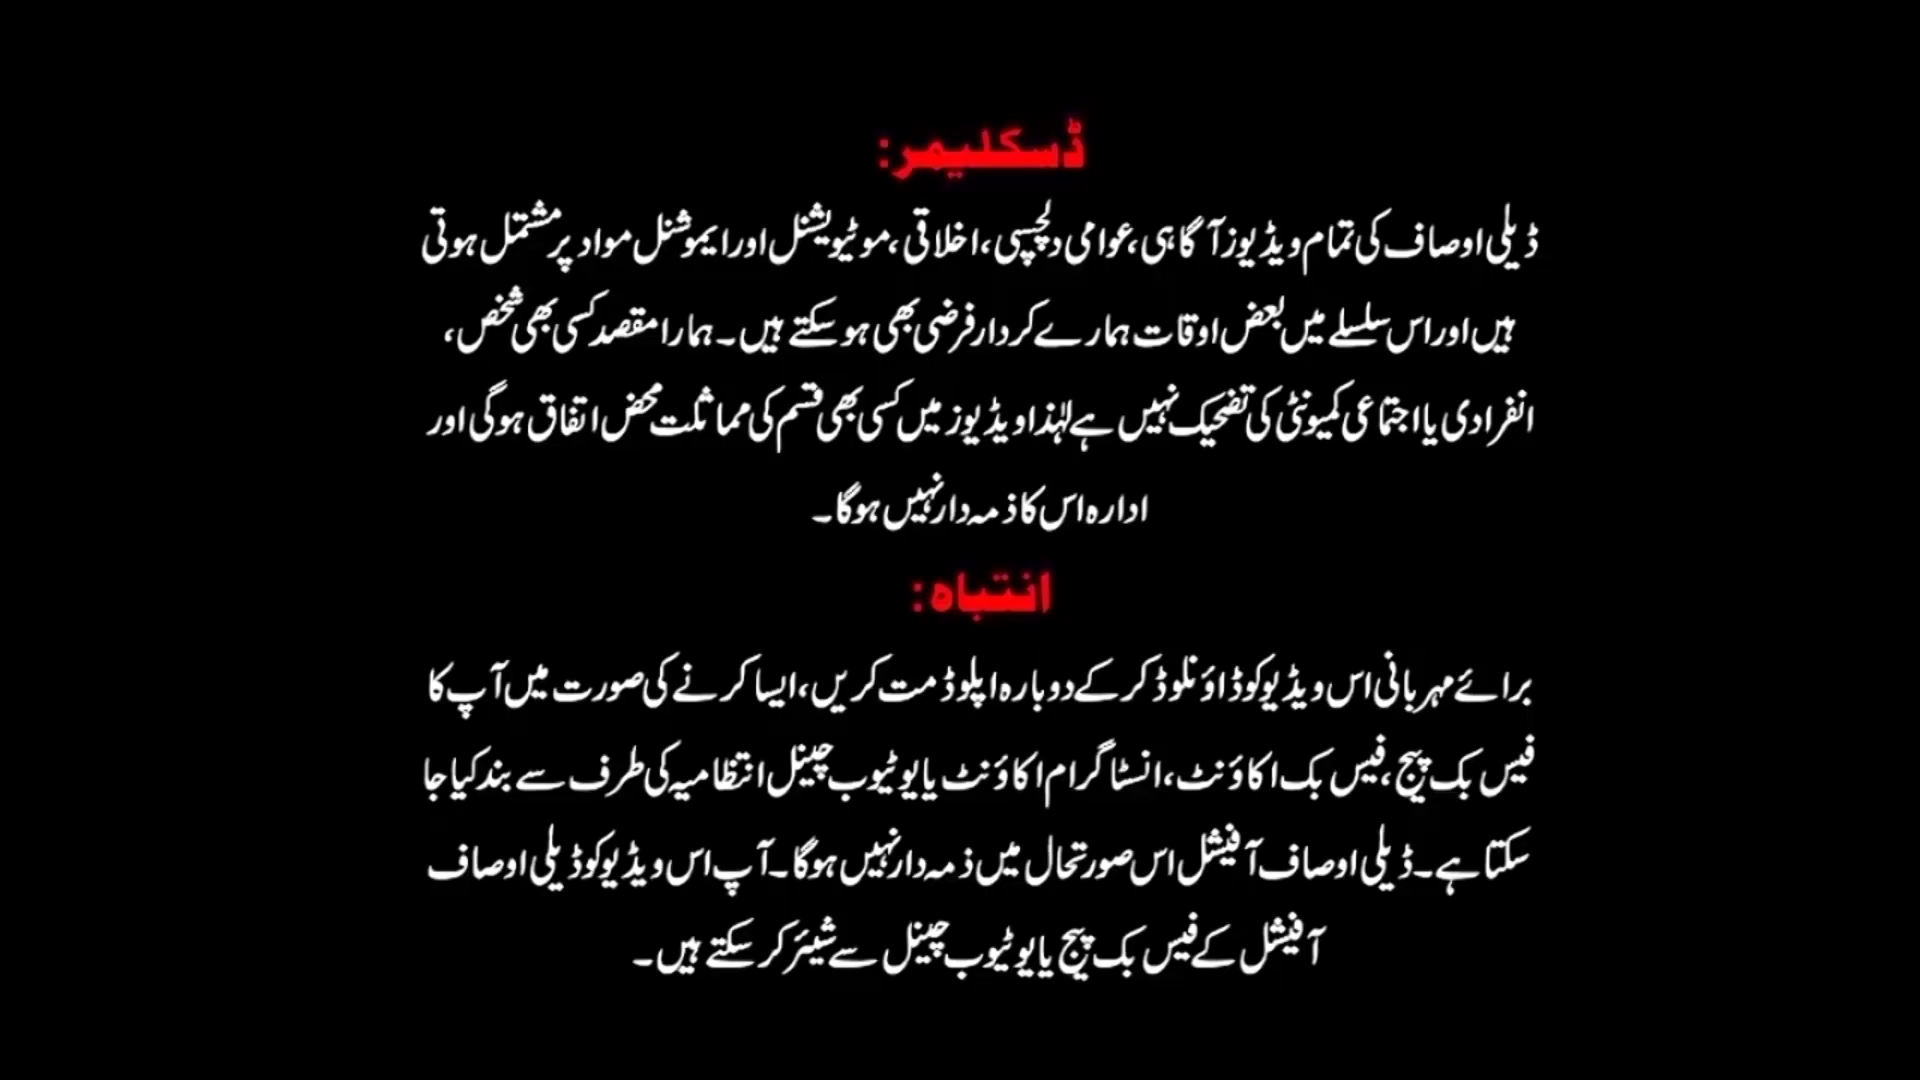 ڈسکلیمر:
ڈیلی اوصاف کی تمام ویڈیوز آگاہی، عوامی دلچسپی، اخلاقی، موٹیویشنل اور ایموشنل مواد پر مشتمل ہوتی
ہیں اور اس سلسلے میں بعض اوقات ہمارے کردار فرضی بھی ہو سکتے ہیں۔ ہمارا مقصد کسی بھی شخص،
انفرادی یا اجتماعی کمیونٹی کی تضحیک نہیں ہے لہٰذا ویڈیوز میں کسی بھی قسم کی مماثلت محض اتفاق ہوگی اور
ادارہ اس کا ذمہ دار نہیں ہوگا۔
انتباہ:
برائے مہربانی اس ویڈیو کو ڈاؤنلوڈ کر کے دوبارہ اپلوڈ مت کریں، ایسا کرنے کی صورت میں آپ کا
فیس بک پیج، فیس بک اکاؤنٹ، انسٹا گرام اکاؤنٹ یا یوٹیوب چینل انتظامیہ کی طرف سے بند کیا جا
سکتا ہے۔ ڈیلی اوصاف آفیشل اس صورتحال میں ذمہ دار نہیں ہوگا۔ آپ اس ویڈیو کو ڈیلی اوصاف
آفیشل کے فیس بک پیج یا یوٹیوب چینل سے شیئر کر سکتے ہیں۔